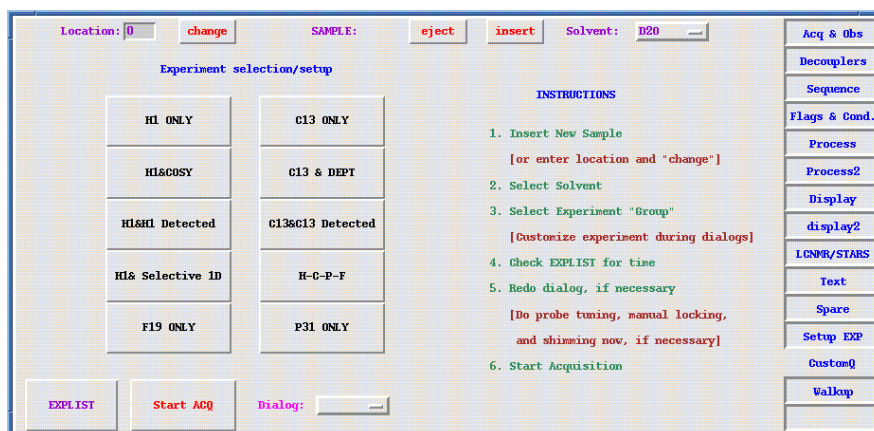 Location: 0 change SAMPLE: eject insert Solvent: D20
Experiment selection/setup
H1 ONLY C13 ONLY
H1&COSY C13 & DEPT
H1&H1 Detected C13&C13 Detected
H1& Selective 1D H-C-P-F
F19 ONLY P31 ONLY
INSTRUCTIONS
1. Insert New Sample
[or enter location and "change"]
2. Select Solvent
3. Select Experiment "Group"
[Customize experiment during dialogs]
4. Check EXPLIST for time
5. Redo dialog, if necessary
[Do probe tuning, manual locking,
and shimming now, if necessary]
6. Start Acquisition
EXPLIST Start ACQ Dialog:
Acq & Obs
Decouplers
Sequence
Flags & Cond.
Process
Process2
Display
display2
LCNMR/STARS
Text
Spare
Setup EXP
CustomQ
Walkup